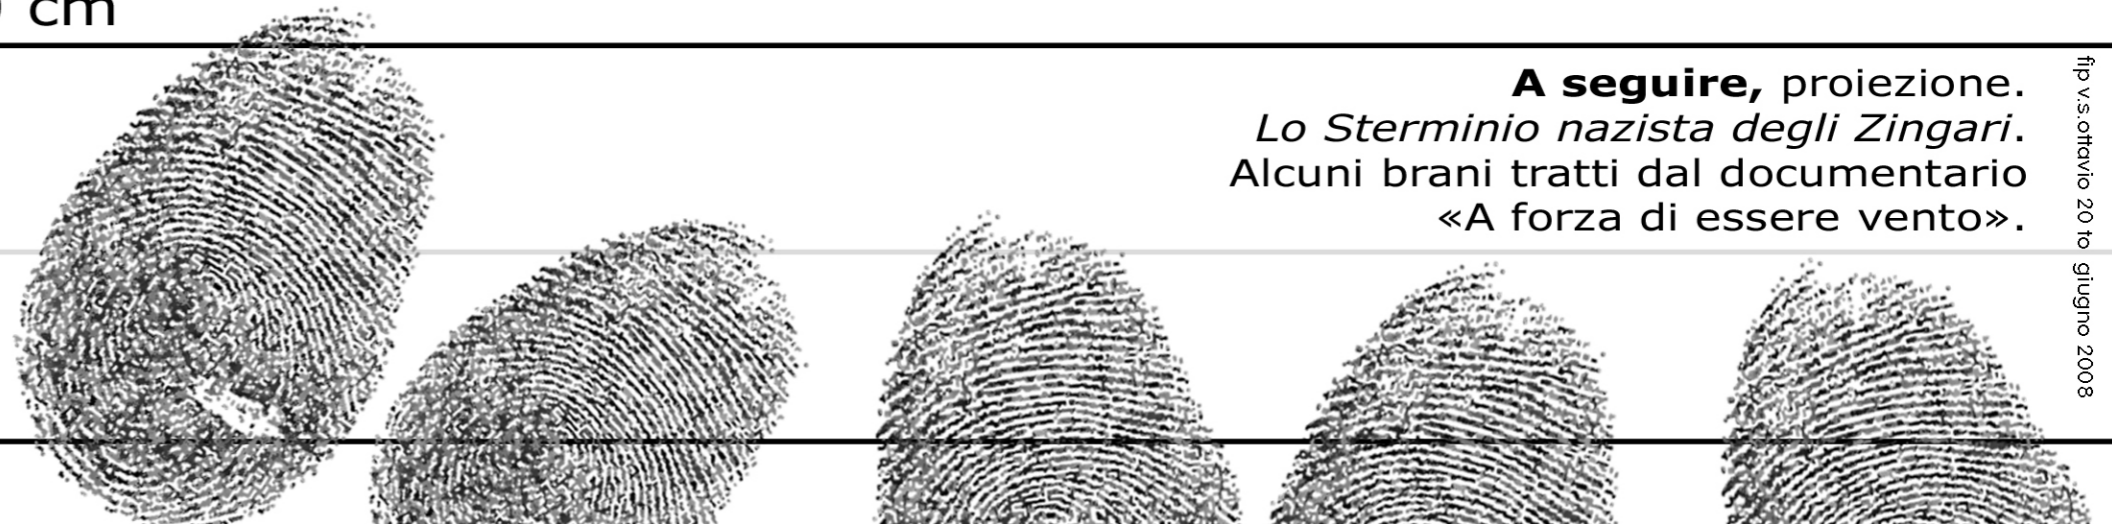 cm
A seguire, proiezione.
Lo Sterminio nazista degli Zingari.
Alcuni brani tratti dal documentario
«A forza di essere vento».
fip v.s.ottavio 20 to giugno 2008